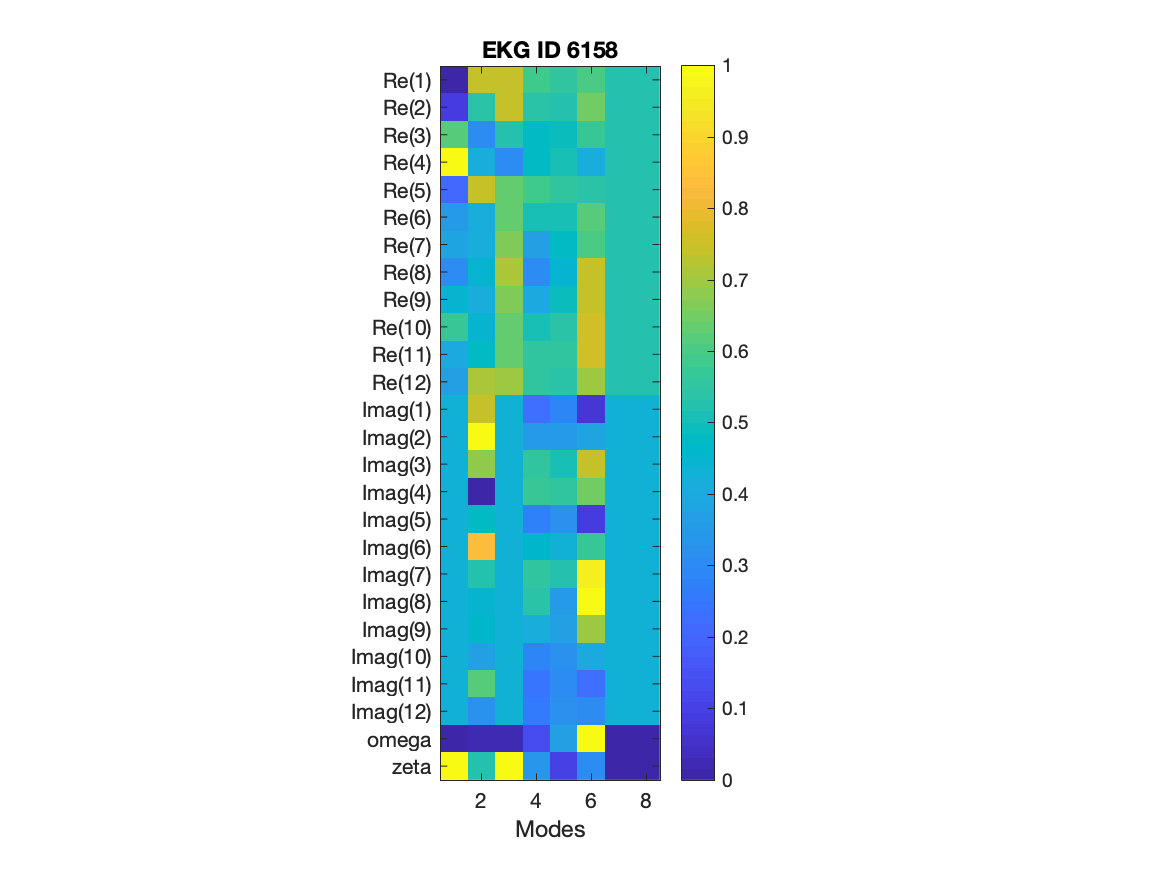 EKG ID 6158
Re(1)
Re(2)
Re(3)
Re(4)
Re(5)
Re(6)
Re(7)
Re(8)
Re(9)
Re(10)
Re(11)
Re(12)
Imag(1)
Imag(2)
Imag(3)
Imag(4)
Imag(5)
Imag(6)
Imag(7)
Imag(8)
Imag(9)
Imag(10)
Imag(11)
Imag(12)
omega
zeta
2 4 6 8
Modes
1
0.9
0.8
0.7
0.6
0.5
0.4
0.3
0.2
0.1
0